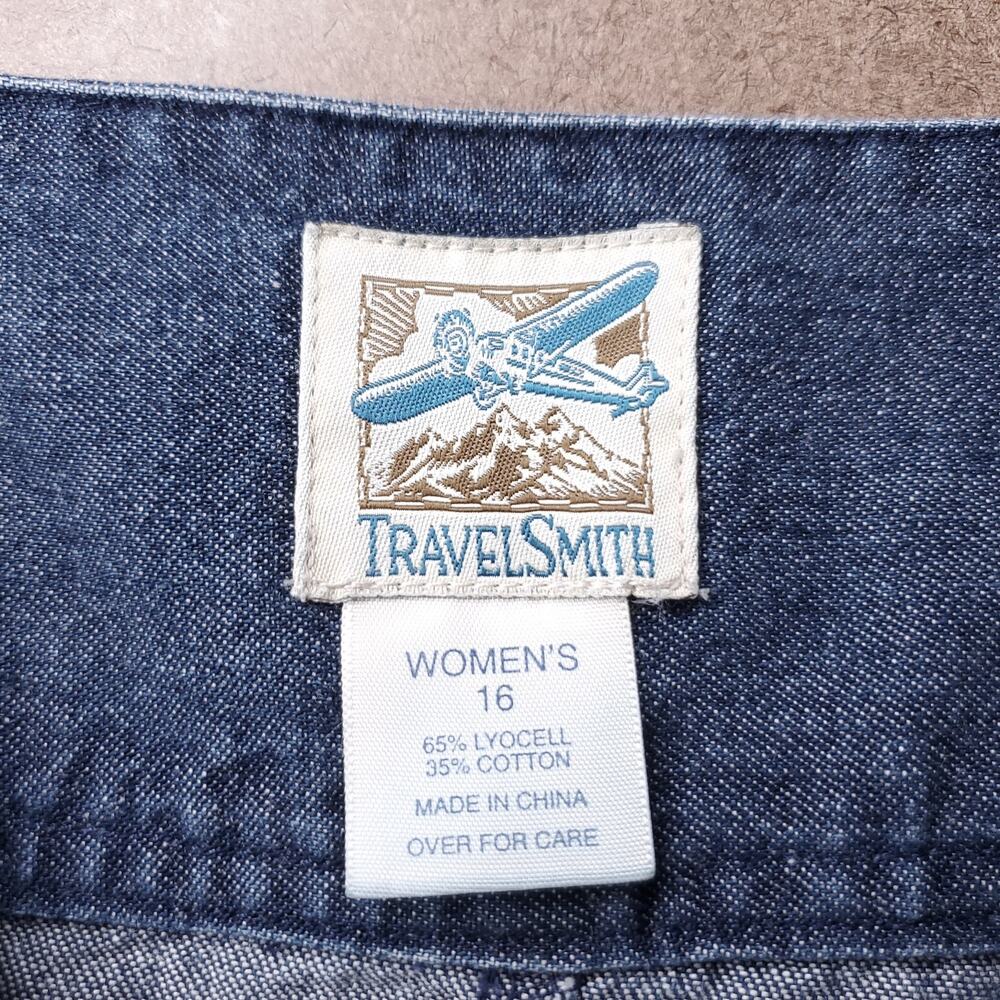 TRAVELSMITH
WOMEN'S
16
65% LYOCELL
35% COTTON
MADE IN CHINA
OVER FOR CARE